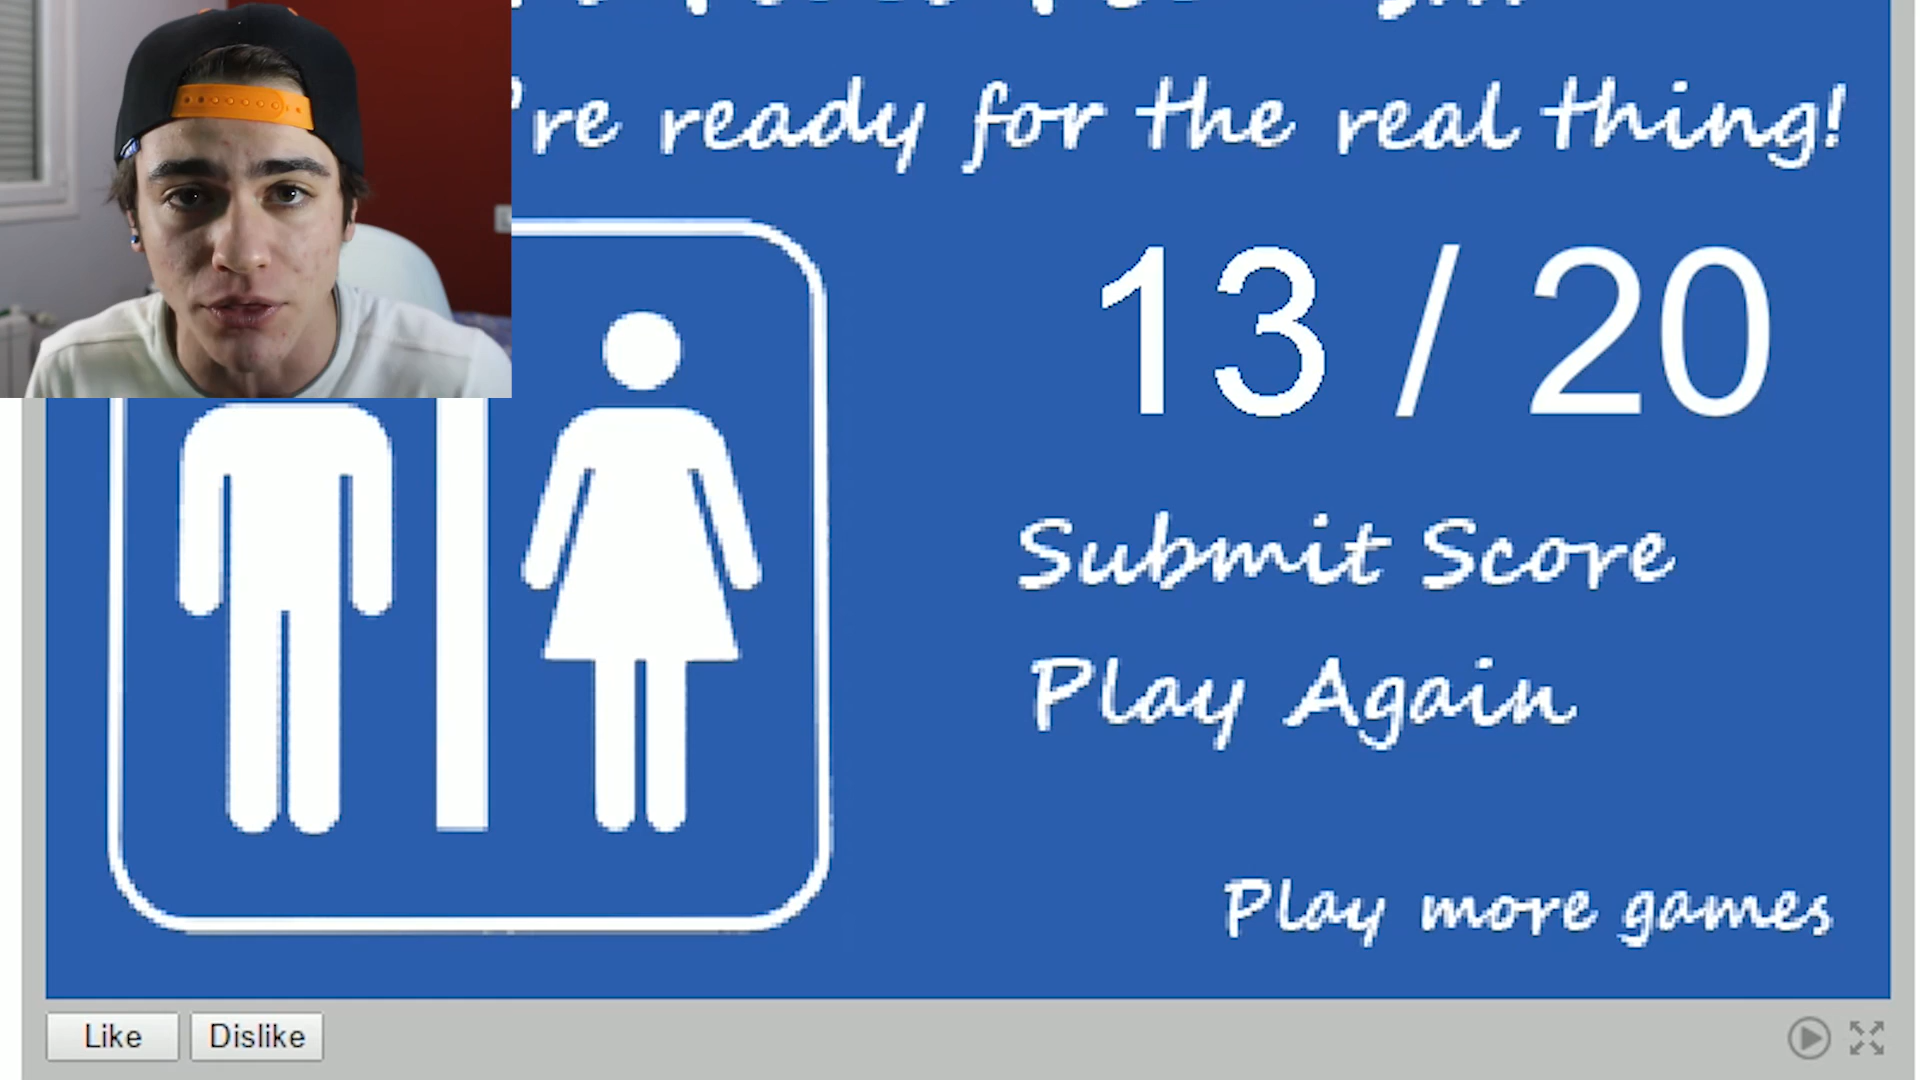 're ready for the real thing!
13 / 20
Submit Score
Play Again
Play more games
Like
Dislike